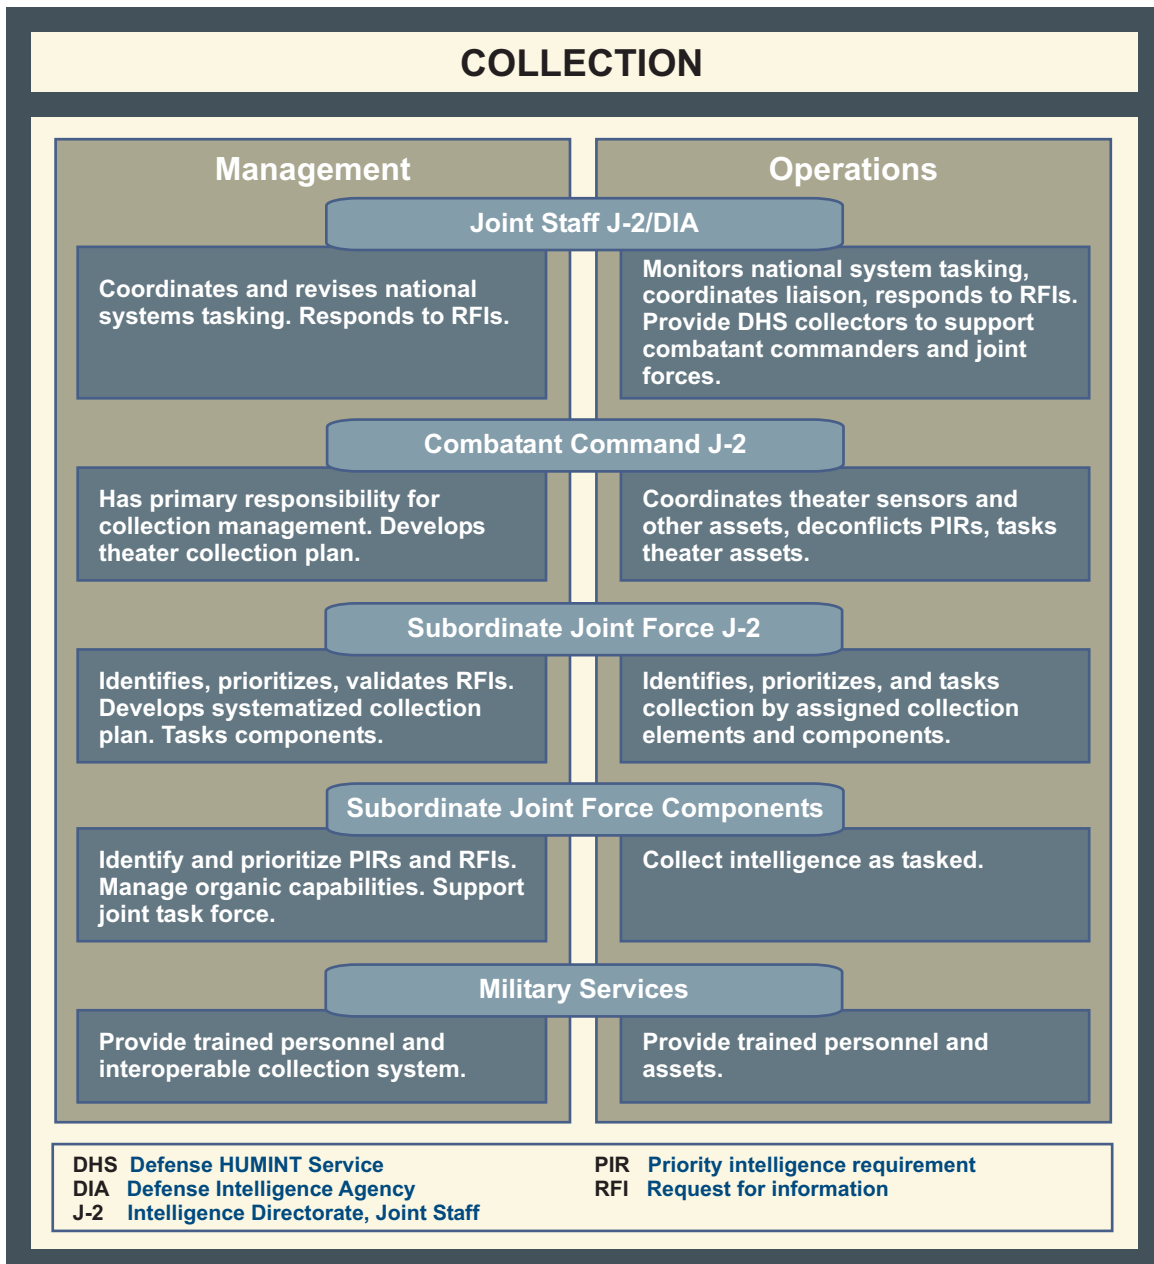 COLLECTION
Management
Operations
Joint Staff J-2/DIA
Coordinates and revises national
systems tasking. Responds to RFIs.
Monitors national system tasking,
coordinates liaison, responds to RFIs.
Provide DHS collectors to support
combatant commanders and joint
forces.
Combatant Command J-2
Has primary responsibility for
collection management. Develops
theater collection plan.
Coordinates theater sensors and
other assets, deconflicts PIRs, tasks
theater assets.
Subordinate Joint Force J-2
Identifies, prioritizes, validates RFIs.
Develops systematized collection
plan. Tasks components.
Identifies, prioritizes, and tasks
collection by assigned collection
elements and components.
Subordinate Joint Force Components
Identify and prioritize PIRs and RFIs.
Manage organic capabilities. Support
joint task force.
Collect intelligence as tasked.
Military Services
Provide trained personnel and
interoperable collection system.
Provide trained personnel and
assets.
DHS Defense HUMINT Service
DIA Defense Intelligence Agency
J-2 Intelligence Directorate, Joint Staff
PIR Priority intelligence requirement
RFI Request for information